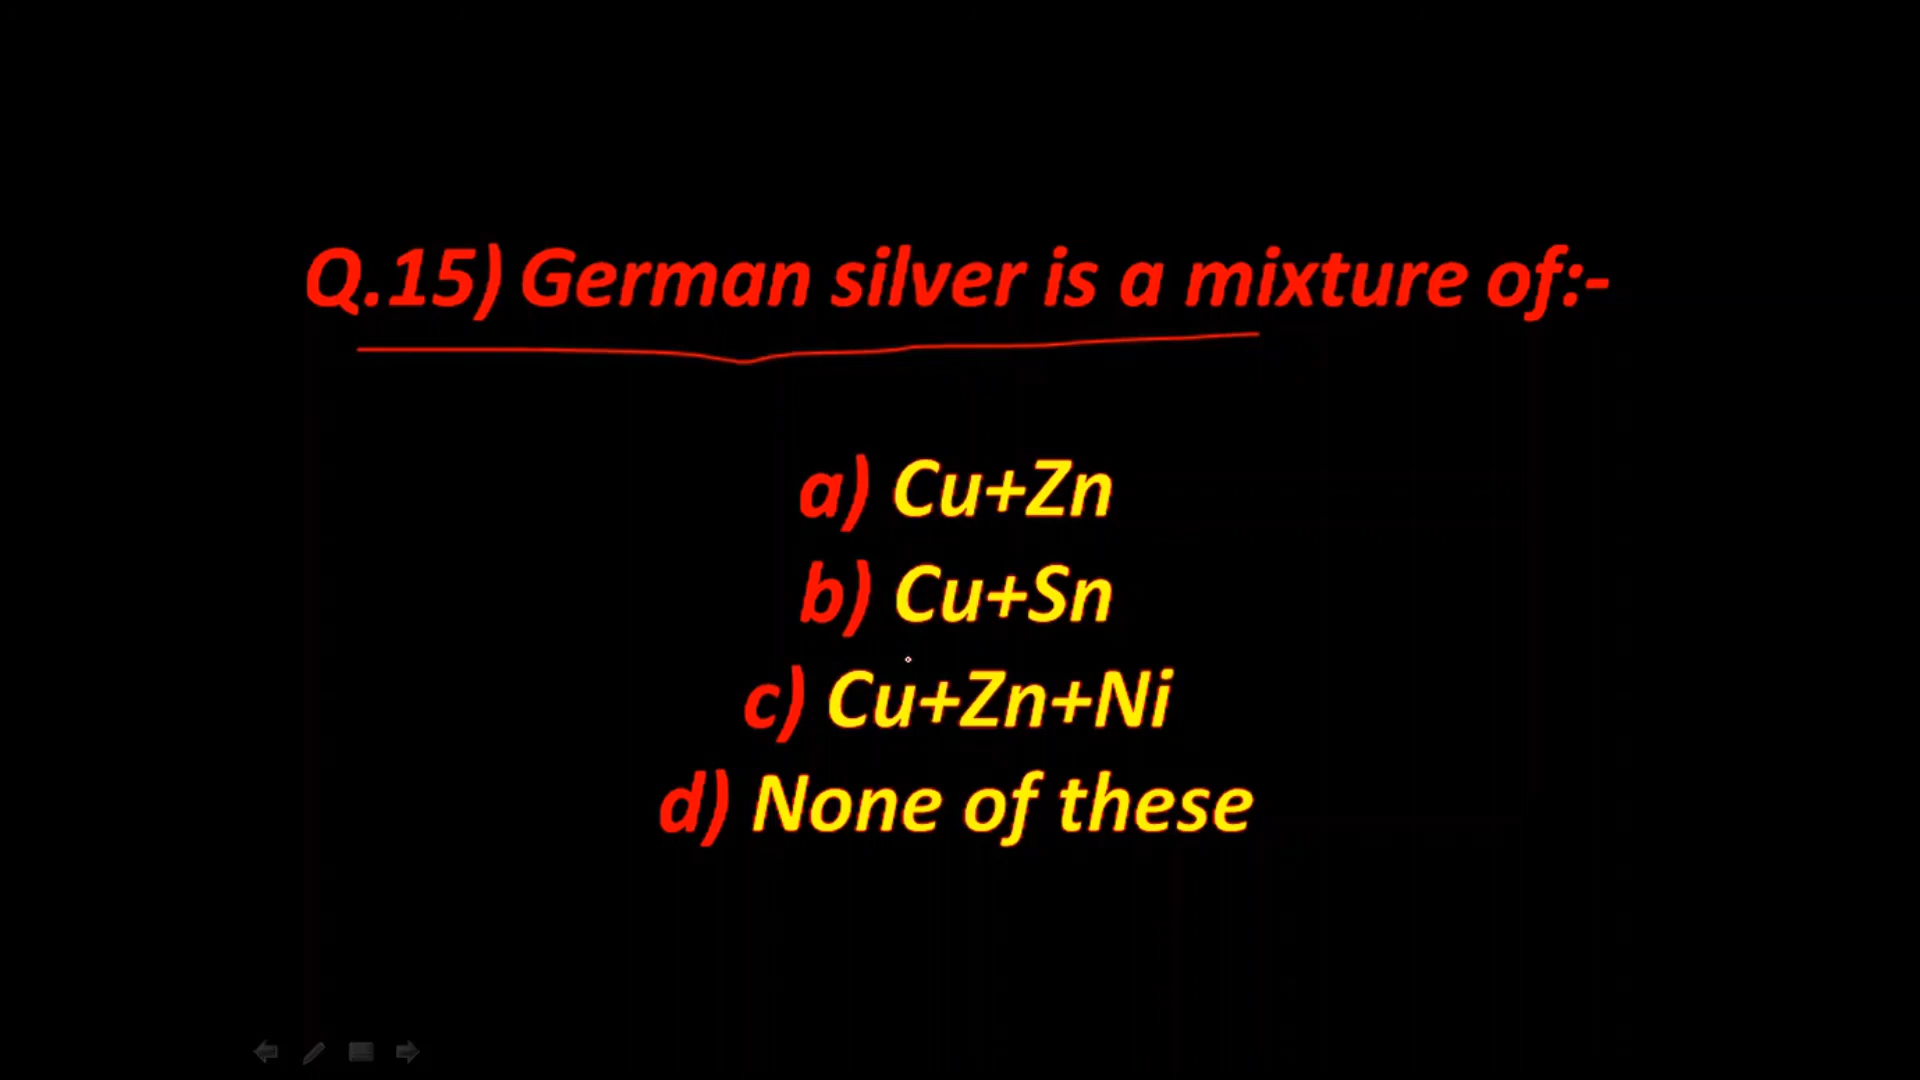 Q.15) German silver is a mixture of:-
a) Cu+Zn
b) Cu+Sn
c) Cu+Zn+Ni
d) None of these